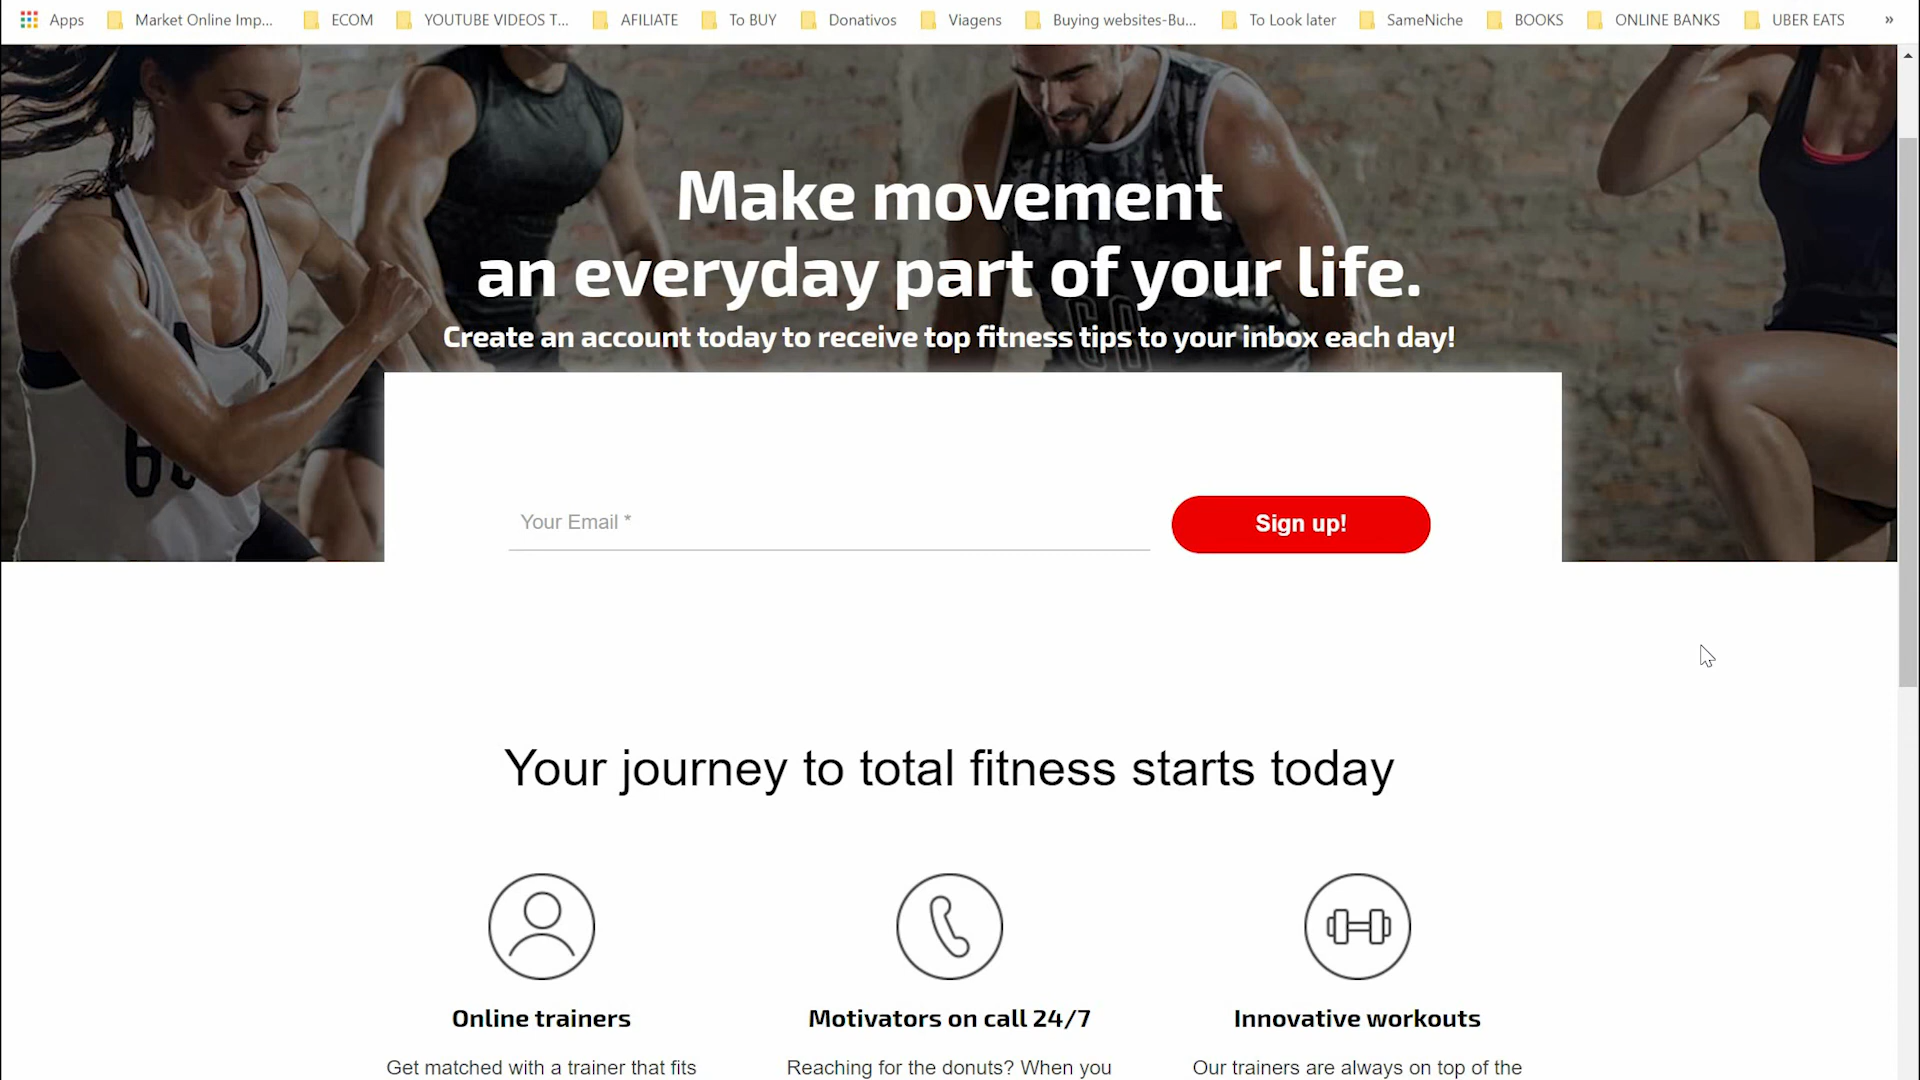 Apps Market Online Imp... ECOM YOUTUBE VIDEOS T... AFILIATE To BUY Donativos Viagens Buying websites-Bu... To Look later SameNiche BOOKS ONLINE BANKS UBER EATS »
Make movement
an everyday part of your life.
Create an account today to receive top fitness tips to your inbox each day!
Your Email *
Sign up!
Your journey to total fitness starts today
Online trainers
Motivators on call 24/7
Innovative workouts
Get matched with a trainer that fits
Reaching for the donuts? When you
Our trainers are always on top of the